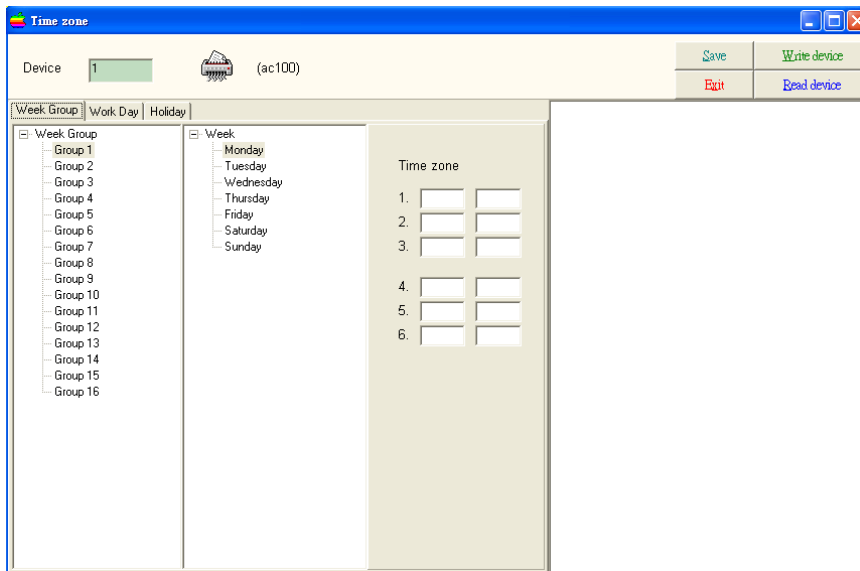 Time zone
Device 1 (ac100)
Save Write device
Exit Read device
Week Group Work Day Holiday
Week Group
Group 1
Group 2
Group 3
Group 4
Group 5
Group 6
Group 7
Group 8
Group 9
Group 10
Group 11
Group 12
Group 13
Group 14
Group 15
Group 16
Week
Monday
Tuesday
Wednesday
Thursday
Friday
Saturday
Sunday
Time zone
1.
2.
3.
4.
5.
6.